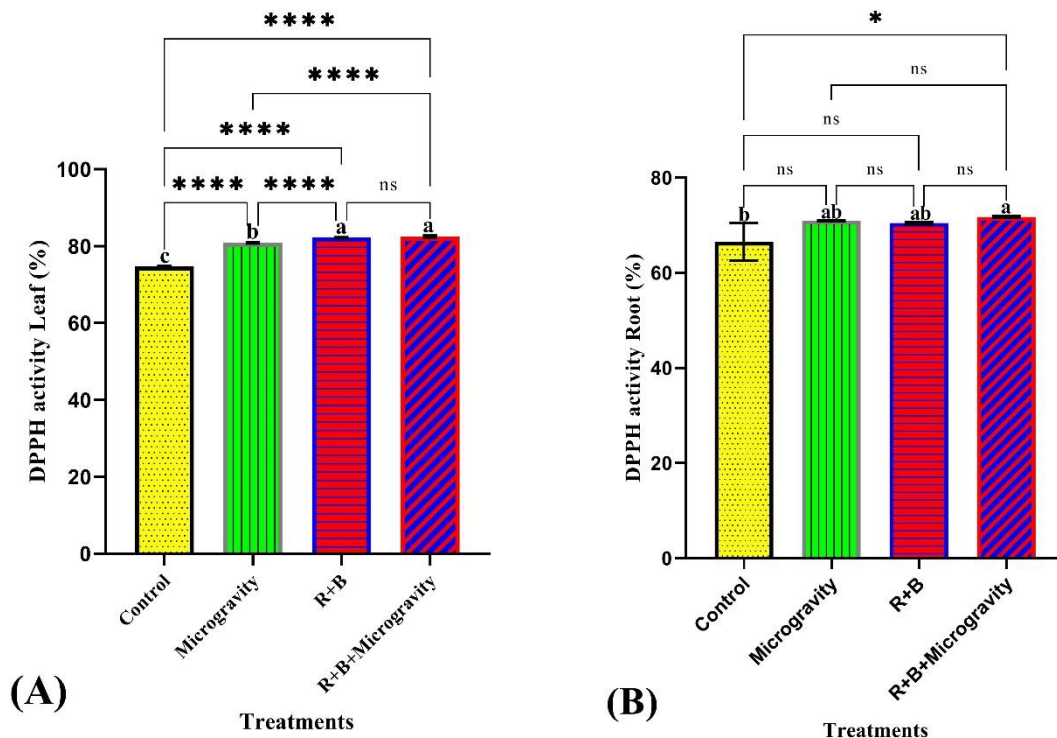 ****
****
****
**** **** ns
DPPH activity Leaf (%)
100
80
60
40
20
0
c
b
a
a
Control
Microgravity
R+B
R+B+Microgravity
Treatments
(A)
*
ns
ns
ns ns ns
DPPH activity Root (%)
80
60
40
20
0
b
ab
ab
a
Control
Microgravity
R+B
R+B+Microgravity
Treatments
(B)